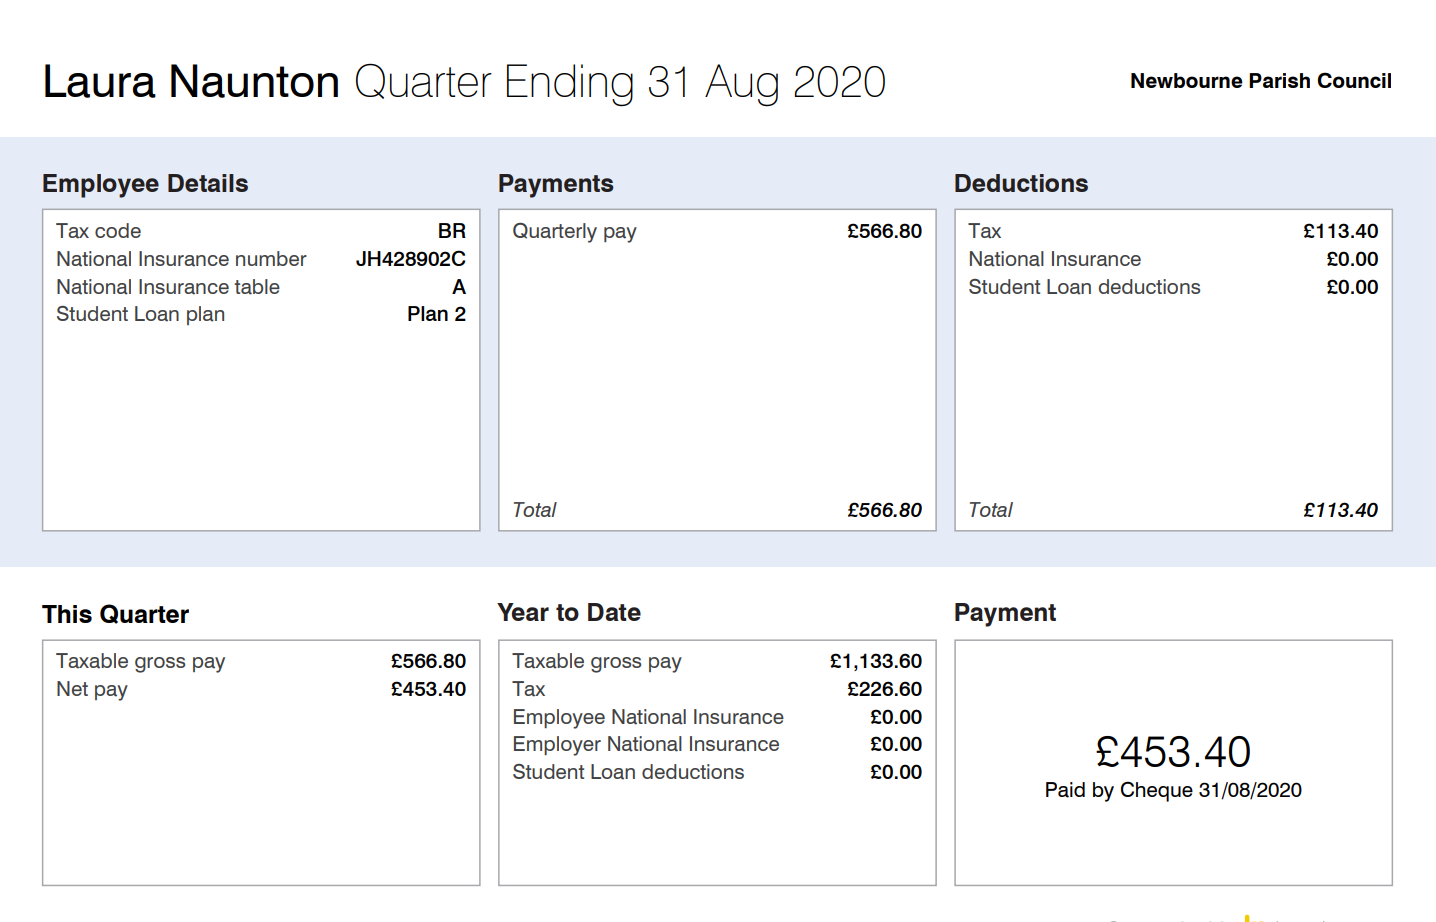 Laura Naunton Quarter Ending 31 Aug 2020
Newbourne Parish Council
Employee Details
Tax code BR
National Insurance number JH428902C
National Insurance table A
Student Loan plan Plan 2
Payments
Quarterly pay £566.80
Total £566.80
Deductions
Tax £113.40
National Insurance £0.00
Student Loan deductions £0.00
Total £113.40
This Quarter
Taxable gross pay £566.80
Net pay £453.40
Year to Date
Taxable gross pay £1,133.60
Tax £226.60
Employee National Insurance £0.00
Employer National Insurance £0.00
Student Loan deductions £0.00
Payment
£453.40
Paid by Cheque 31/08/2020